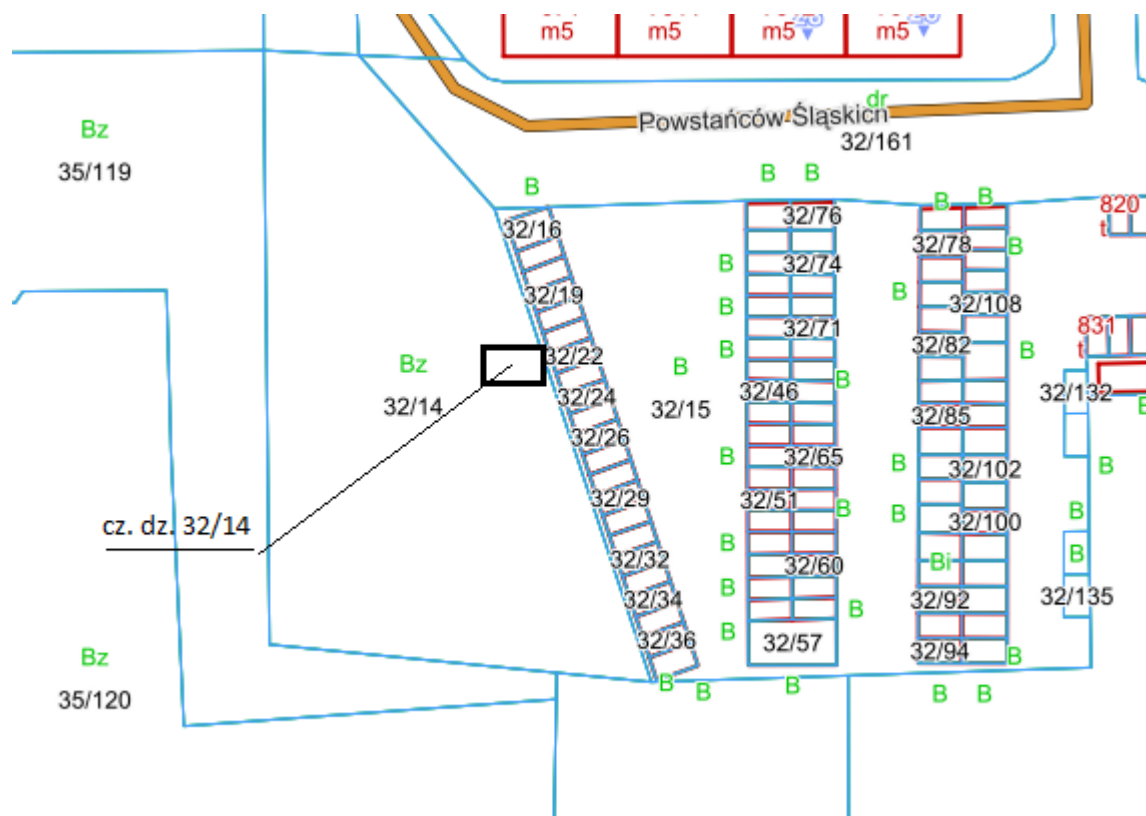 m5
m5
m5
m5
dr
Powstańców Śląskich
32/161
Bz
35/119
B
B
B
B
B
820
t
32/16
32/76
32/78
B
B
32/74
B
32/19
32/108
B
32/71
831
t
32/82
B
B
32/22
Bz
B
B
32/14
32/24
32/15
32/46
32/132
B
32/85
32/26
B
32/65
B
32/102
B
32/29
32/51
B
B
B
32/100
cz. dz. 32/14
B
B
32/32
32/60
Bi
B
32/34
B
32/92
32/135
32/36
B
32/57
32/94
B
Bz
35/120
B
B
B
B
B